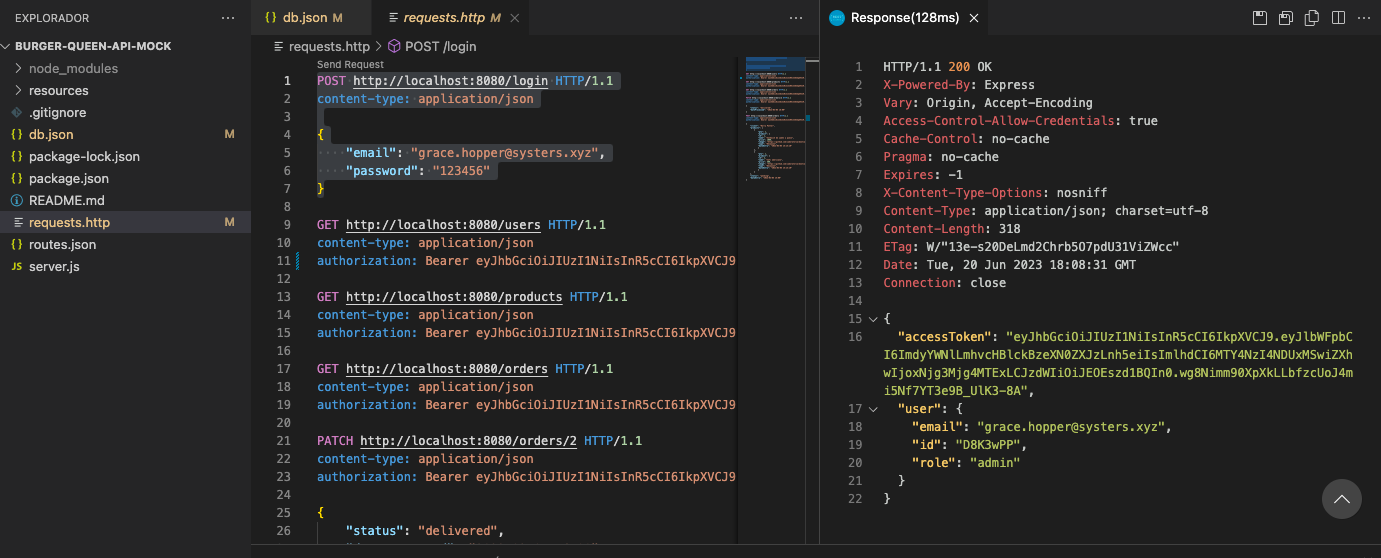 EXPLORADOR
BURGER-QUEEN-API-MOCK
node_modules
resources
.gitignore
db.json M
package-lock.json
package.json
README.md
requests.http M
routes.json
server.js
db.json M
requests.http M
requests.http > POST /login
Send Request
1 POST http://localhost:8080/login HTTP/1.1
2 content-type: application/json
3
4 {
5 "email": "grace.hopper@systers.xyz",
6 "password": "123456"
7 }
8
9 GET http://localhost:8080/users HTTP/1.1
10 content-type: application/json
11 authorization: Bearer eyJhbGciOiJIUzI1NiIsInR5cCI6IkpXVCJ9
12
13 GET http://localhost:8080/products HTTP/1.1
14 content-type: application/json
15 authorization: Bearer eyJhbGciOiJIUzI1NiIsInR5cCI6IkpXVCJ9
16
17 GET http://localhost:8080/orders HTTP/1.1
18 content-type: application/json
19 authorization: Bearer eyJhbGciOiJIUzI1NiIsInR5cCI6IkpXVCJ9
20
21 PATCH http://localhost:8080/orders/2 HTTP/1.1
22 content-type: application/json
23 authorization: Bearer eyJhbGciOiJIUzI1NiIsInR5cCI6IkpXVCJ9
24
25 {
26 "status": "delivered",
Response(128ms)
1 HTTP/1.1 200 OK
2 X-Powered-By: Express
3 Vary: Origin, Accept-Encoding
4 Access-Control-Allow-Credentials: true
5 Cache-Control: no-cache
6 Pragma: no-cache
7 Expires: -1
8 X-Content-Type-Options: nosniff
9 Content-Type: application/json; charset=utf-8
10 Content-Length: 318
11 ETag: W/"13e-s20DeLmd2Chrb5O7pdU31ViZWcc"
12 Date: Tue, 20 Jun 2023 18:08:31 GMT
13 Connection: close
14
15 {
16 "accessToken": "eyJhbGciOiJIUzI1NiIsInR5cCI6IkpXVCJ9.eyJlbWFpbC
I6ImdyYWNlLmhvcHBlckBzeXN0ZXJzLnh5eiIsImlhdCI6MTY4NzI4NDUxMSwiZXh
wIjoxNjg3Mjg4MTExLCJzdWIiOiJEOEszd1BQIn0.wg8Nimm90XpXkLLbfzcUoJ4m
i5Nf7YT3e9B_UlK3-8A",
17 "user": {
18 "email": "grace.hopper@systers.xyz",
19 "id": "D8K3wPP",
20 "role": "admin"
21 }
22 }